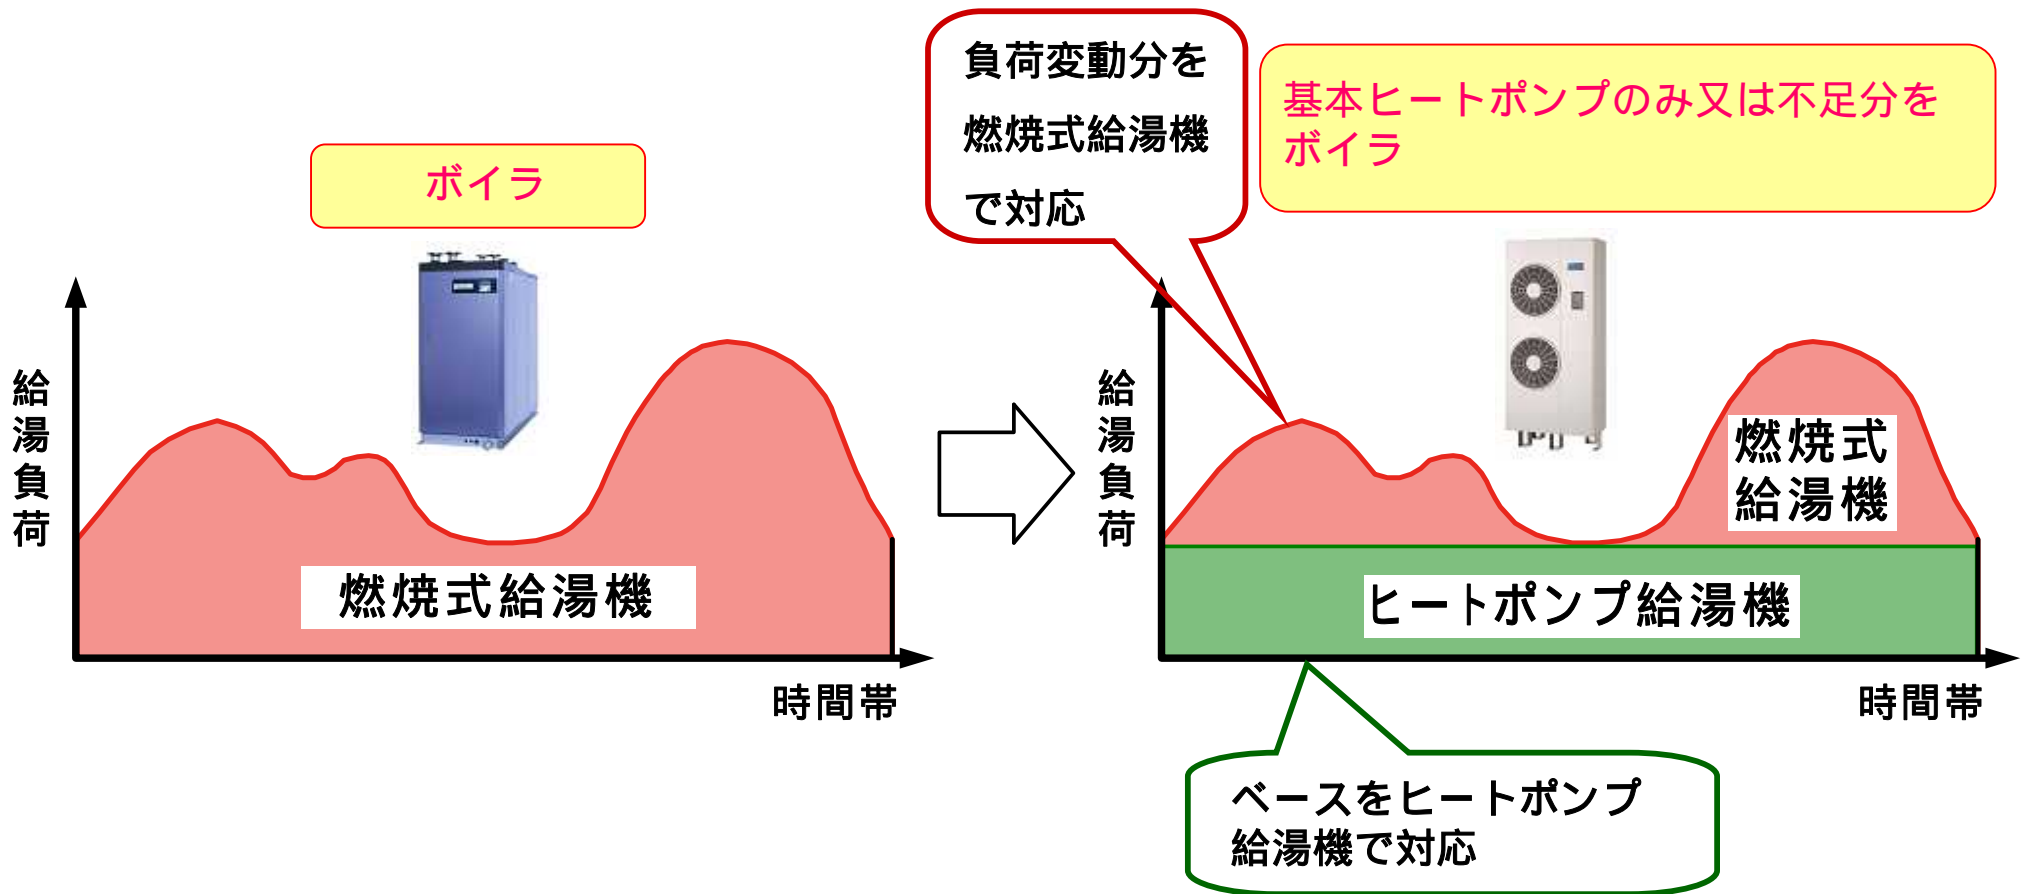 ボイラ
給湯負荷
燃焼式給湯機
時間帯
負荷変動分を
燃焼式給湯機
で対応
基本ヒートポンプのみ又は不足分を
ボイラ
給湯負荷
燃焼式
給湯機
ヒートポンプ給湯機
時間帯
ベースをヒートポンプ
給湯機で対応